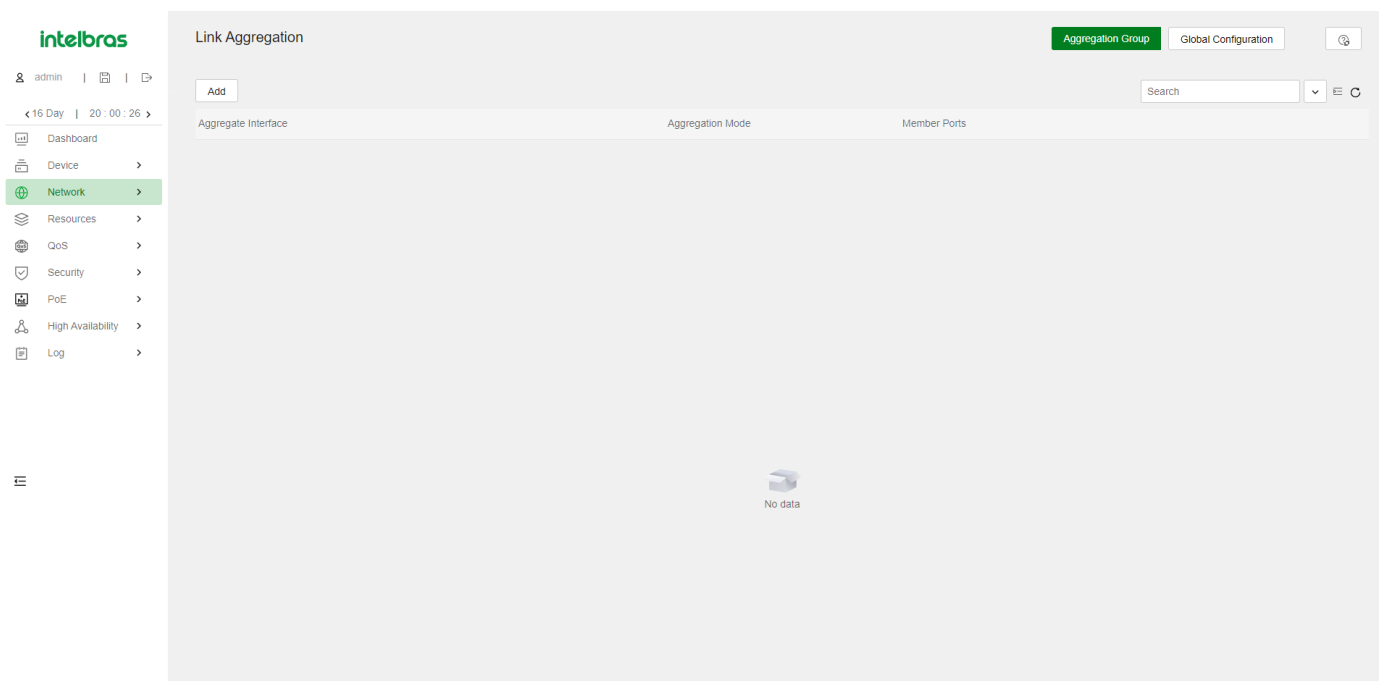 intelbras
admin | |
16 Day | 20 : 00 : 26
Dashboard
Device
Network
Resources
QoS
Security
PoE
High Availability
Log
Link Aggregation
Aggregation Group
Global Configuration
Add
Search
Aggregate Interface Aggregation Mode Member Ports
No data